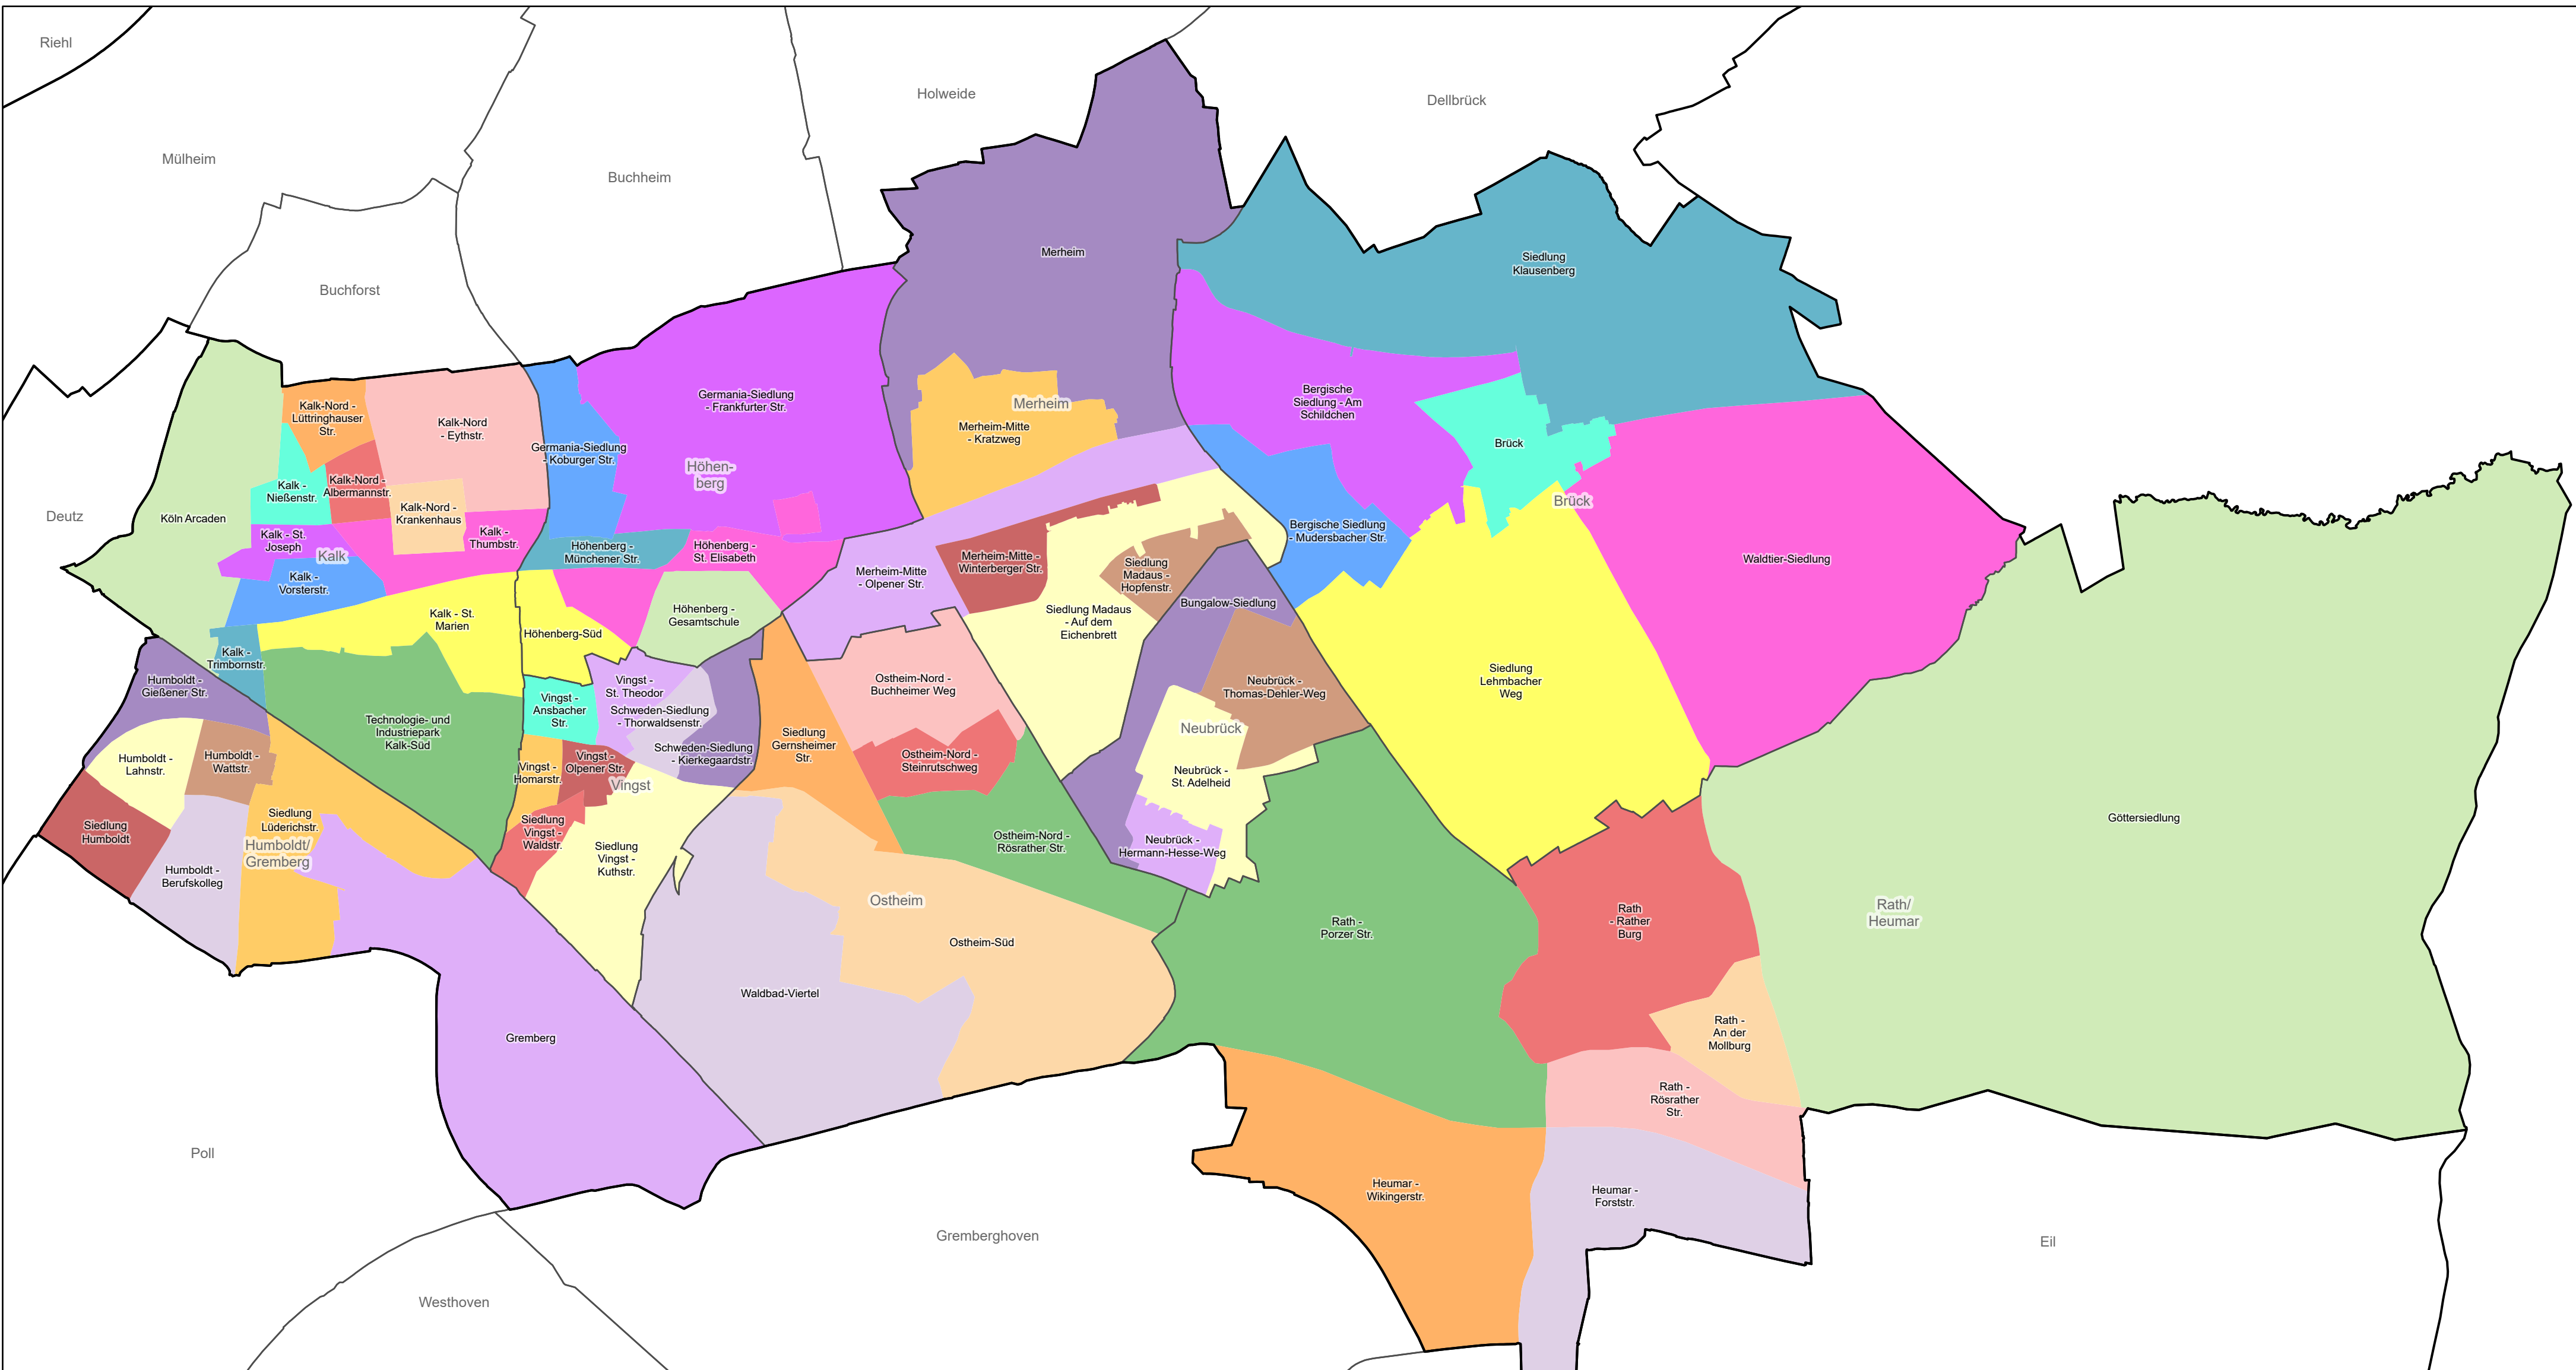 Riehl
Holweide
Dellbrück
Mülheim
Buchheim
Merheim
Siedlung
Klausenberg
Buchforst
Germania-Siedlung
- Frankfurter Str.
Bergische
Siedlung - Am
Schildchen
Merheim
Kalk-Nord -
Lüttringhauser
Str.
Kalk-Nord
- Eythstr.
Merheim-Mitte
- Kratzweg
Brück
Germania-Siedlung
- Koburger Str.
Höhen-
berg
Kalk -
Nießenstr.
Kalk-Nord -
Albermannstr.
Kalk-Nord -
Krankenhaus
Brück
Deutz
Köln Arcaden
Kalk - St.
Joseph
Kalk
Kalk -
Thumbstr.
Höhenberg -
Münchener Str.
Höhenberg -
St. Elisabeth
Bergische Siedlung
- Mudersbacher Str.
Waldtier-Siedlung
Merheim-Mitte -
Winterberger Str.
Siedlung
Madaus -
Hopfenstr.
Merheim-Mitte
- Olpener Str.
Kalk -
Vorsterstr.
Bungalow-Siedlung
Kalk - St.
Marien
Höhenberg -
Gesamtschule
Siedlung Madaus
- Auf dem
Eichenbrett
Höhenberg-Süd
Kalk -
Trimbornstr.
Siedlung
Lehmbacher
Weg
Humboldt -
Gießener Str.
Vingst -
St. Theodor
Ostheim-Nord -
Buchheimer Weg
Neubrück -
Thomas-Dehler-Weg
Vingst -
Ansbacher
Str.
Schweden-Siedlung
- Thorwaldsenstr.
Technologie- und
Industriepark
Kalk-Süd
Neubrück
Siedlung
Gernsheimer
Str.
Schweden-Siedlung
- Kierkegaardstr.
Humboldt -
Lahnstr.
Humboldt -
Wattstr.
Vingst -
Homarstr.
Vingst -
Olpener Str.
Vingst
Ostheim-Nord -
Steinrutschweg
Neubrück -
St. Adelheid
Siedlung
Humboldt
Siedlung
Lüderichstr.
Humboldt/
Gremberg
Siedlung
Vingst -
Waldstr.
Ostheim-Nord -
Rösrather Str.
Neubrück -
Hermann-Hesse-Weg
Göttersiedlung
Humboldt -
Berufskolleg
Siedlung
Vingst -
Kuthstr.
Ostheim
Rath/
Heumar
Rath -
Porzer Str.
Rath
- Rather
Burg
Ostheim-Süd
Waldbad-Viertel
Gremberg
Rath -
An der
Mollburg
Rath -
Rösrather
Str.
Poll
Heumar -
Wikingerstr.
Heumar -
Forststr.
Gremberghoven
Eil
Westhoven